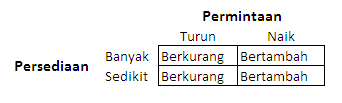 Permintaan
Turun Naik
Persediaan
Banyak Berkurang Bertambah
Sedikit Berkurang Bertambah